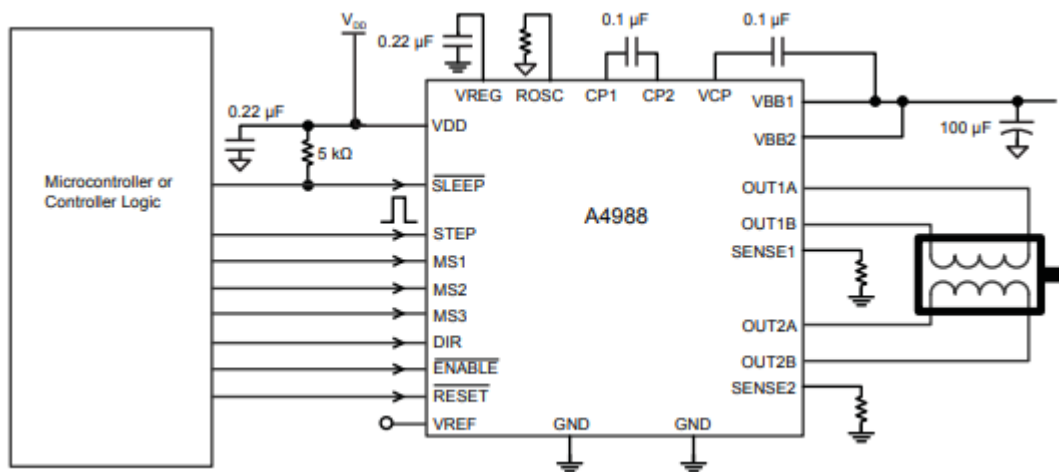 V_DD
0.22 µF
0.1 µF
0.1 µF
VREG
ROSC
CP1
CP2
VCP
VBB1
0.22 µF
VDD
VBB2
100 µF
5 kΩ
Microcontroller or
Controller Logic
SLEEP
OUT1A
A4988
OUT1B
STEP
SENSE1
MS1
MS2
MS3
OUT2A
DIR
OUT2B
ENABLE
SENSE2
RESET
VREF
GND
GND